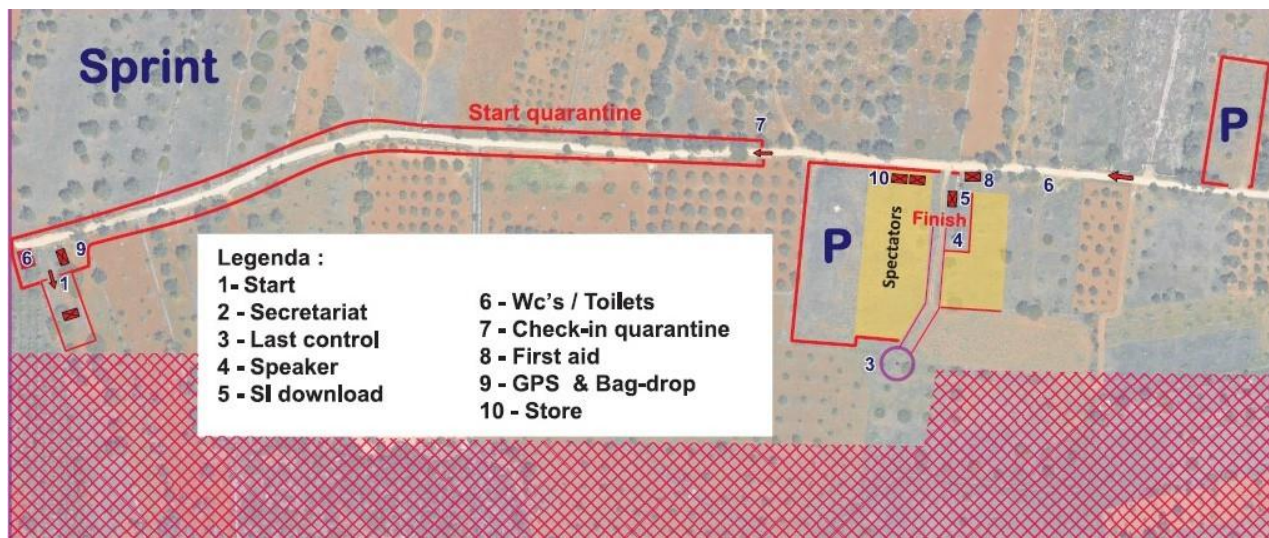 Sprint
Start quarantine
7
P
10
8
6
5
Finish
Spectators
P
4
6
9
1
3
Legenda :
1- Start
2 - Secretariat
3 - Last control
4 - Speaker
5 - SI download
6 - Wc's / Toilets
7 - Check-in quarantine
8 - First aid
9 - GPS & Bag-drop
10 - Store